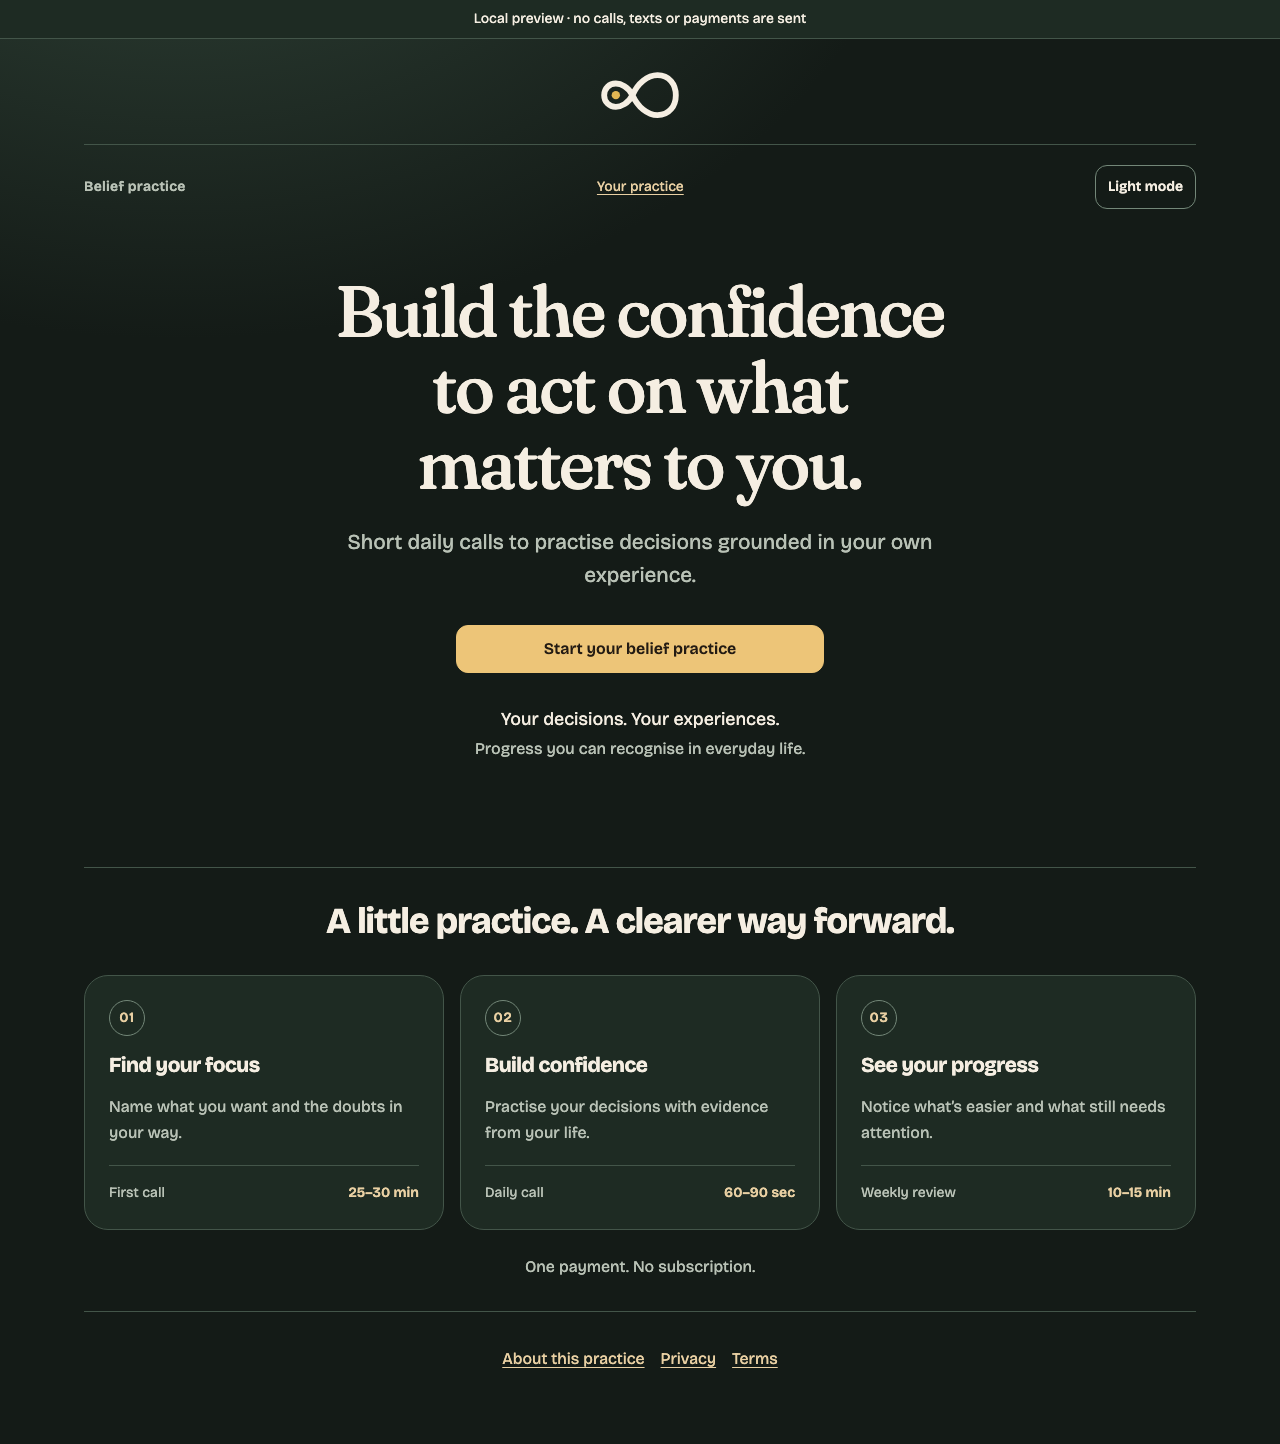 Local preview · no calls, texts or payments are sent
Belief practice
Your practice
Light mode
Build the confidence
to act on what
matters to you.
Short daily calls to practise decisions grounded in your own
experience.
Start your belief practice
Your decisions. Your experiences.
Progress you can recognise in everyday life.
A little practice. A clearer way forward.
01
Find your focus
Name what you want and the doubts in
your way.
First call
25–30 min
02
Build confidence
Practise your decisions with evidence
from your life.
Daily call
60–90 sec
03
See your progress
Notice what's easier and what still needs
attention.
Weekly review
10–15 min
One payment. No subscription.
About this practice
Privacy
Terms